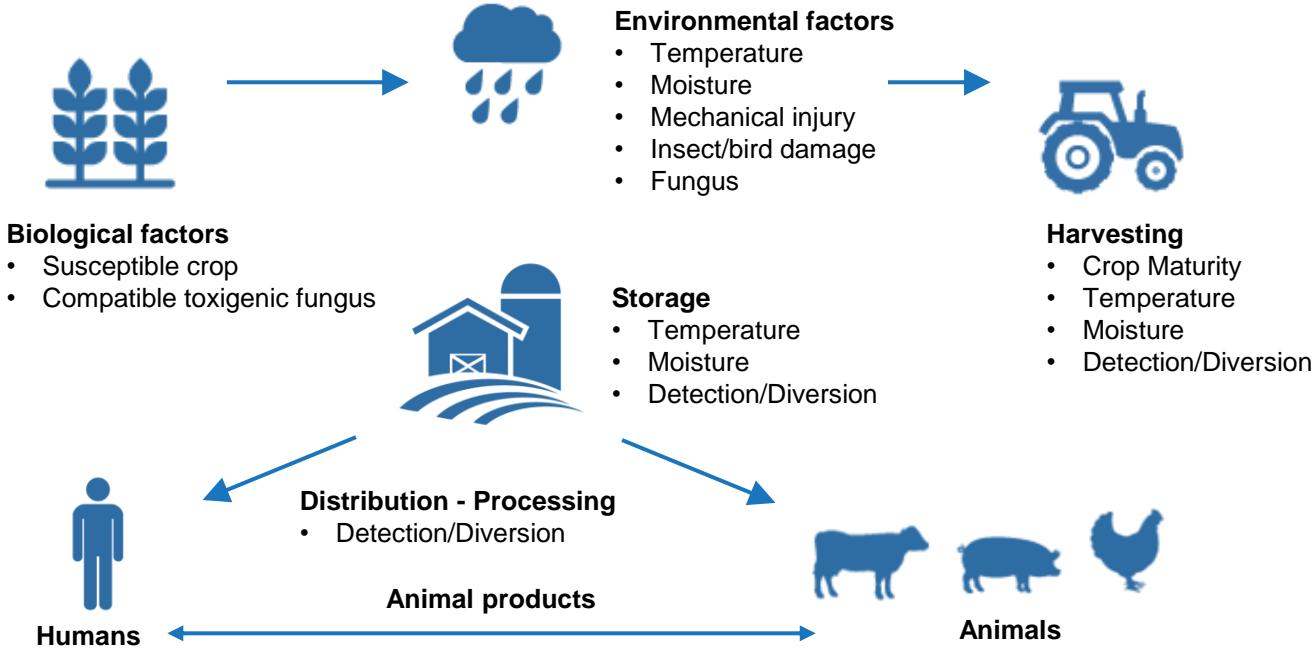 Environmental factors
• Temperature
• Moisture
• Mechanical injury
• Insect/bird damage
• Fungus
Biological factors
• Susceptible crop
• Compatible toxigenic fungus
Harvesting
• Crop Maturity
• Temperature
• Moisture
• Detection/Diversion
Storage
• Temperature
• Moisture
• Detection/Diversion
Distribution - Processing
• Detection/Diversion
Animal products
Humans
Animals